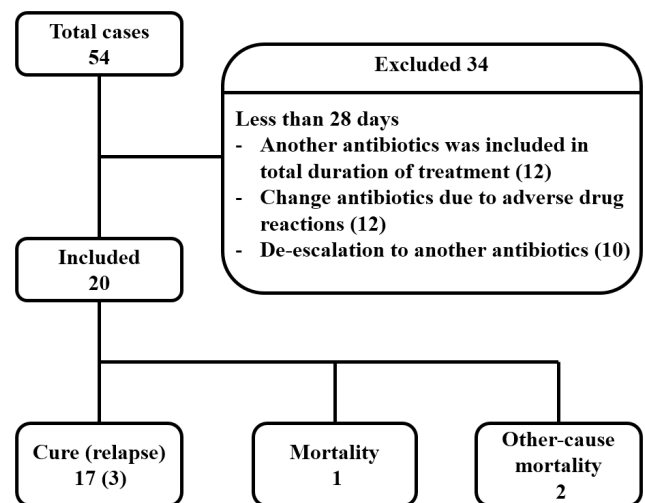 Total cases
54
Excluded 34
Less than 28 days
- Another antibiotics was included in
total duration of treatment (12)
- Change antibiotics due to adverse drug
reactions (12)
- De-escalation to another antibiotics (10)
Included
20
Cure (relapse)
17 (3)
Mortality
1
Other-cause
mortality
2